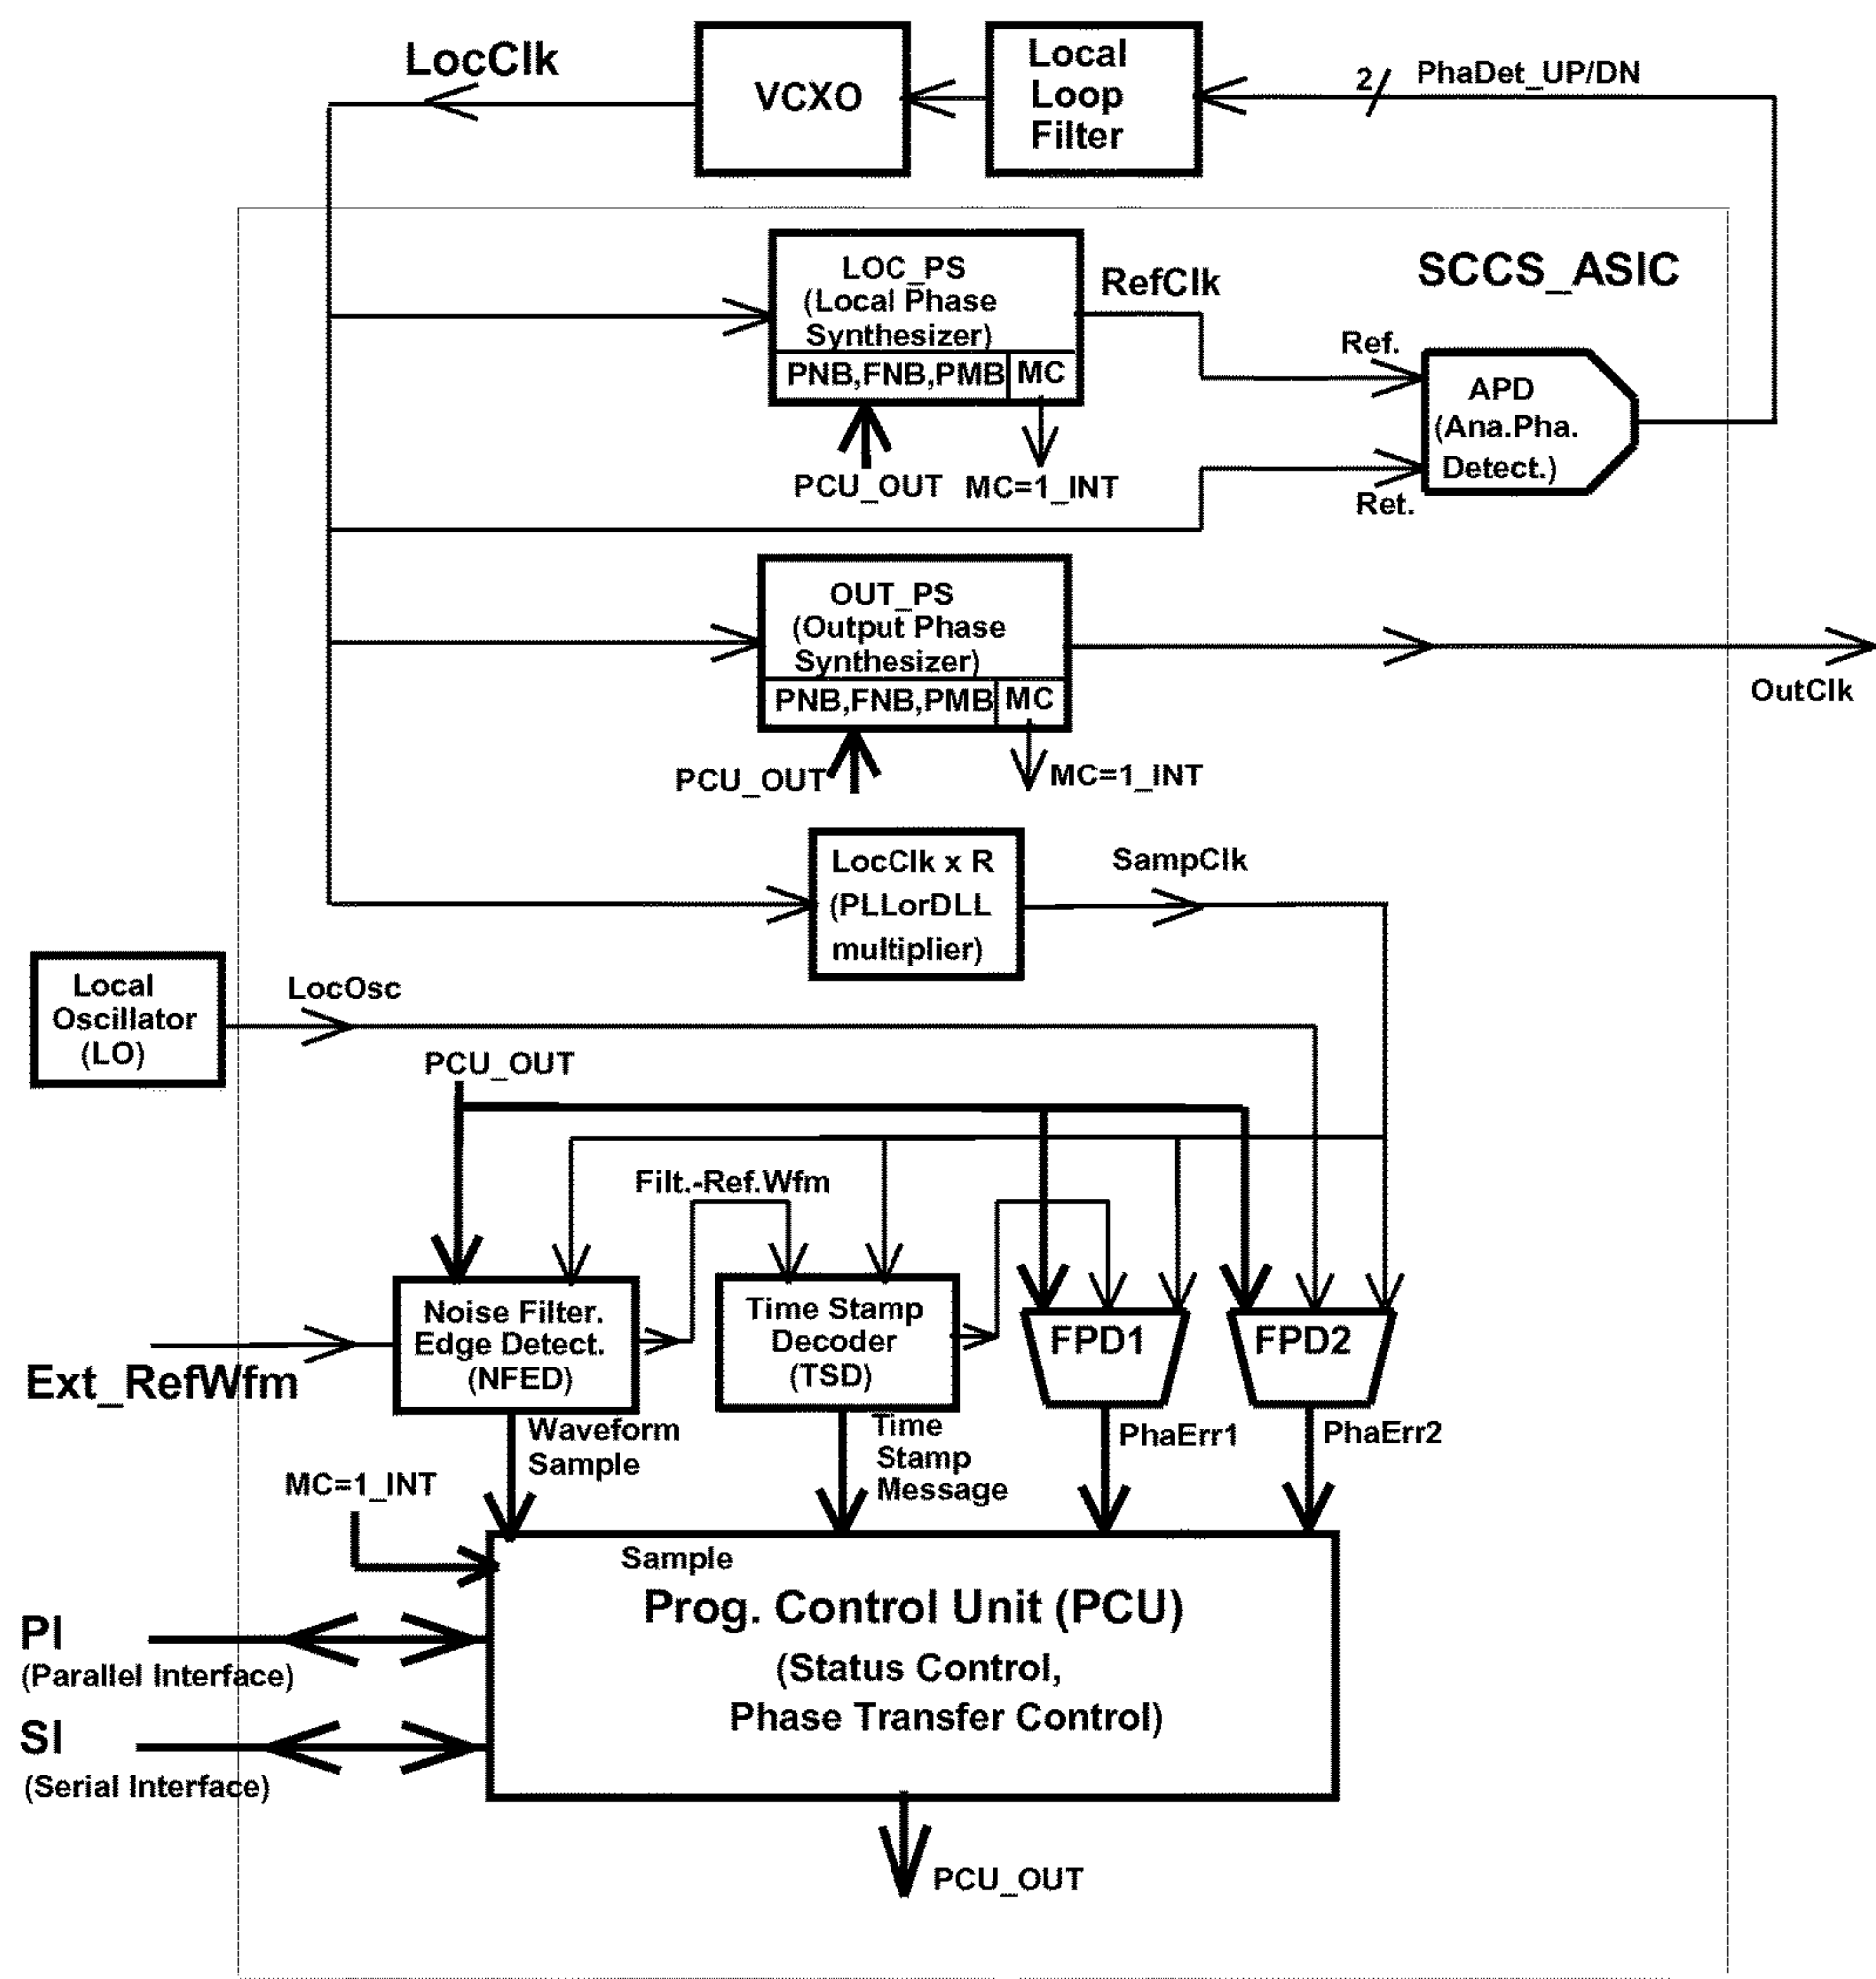 LocClk
VCXO
Local
Loop
Filter
2
PhaDet_UP/DN
SCCS_ASIC
LOC_PS
(Local Phase
Synthesizer)
PNB,FNB,PMB
MC
RefClk
PCU_OUT
MC=1_INT
Ref.
APD
(Ana.Pha.
Detect.)
Ret.
OUT_PS
(Output Phase
Synthesizer)
PNB,FNB,PMB
MC
OutClk
PCU_OUT
MC=1_INT
LocClk x R
(PLLorDLL
multiplier)
SampClk
Local
Oscillator
(LO)
LocOsc
PCU_OUT
Filt.-Ref.Wfm
Noise Filter.
Edge Detect.
(NFED)
Time Stamp
Decoder
(TSD)
FPD1
FPD2
Ext_RefWfm
Waveform
Sample
Time
Stamp
Message
PhaErr1
PhaErr2
MC=1_INT
Sample
Prog. Control Unit (PCU)
(Status Control,
Phase Transfer Control)
PI
(Parallel Interface)
SI
(Serial Interface)
PCU_OUT